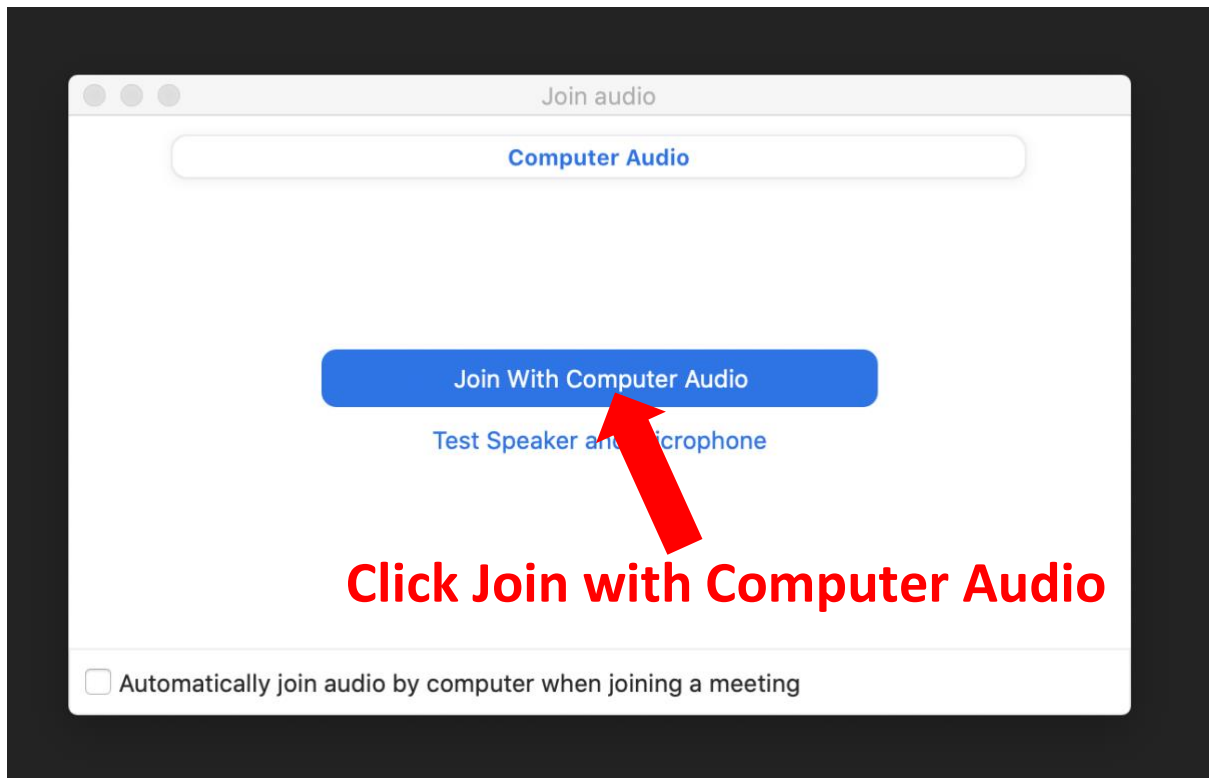 Join audio
Computer Audio
Join With Computer Audio
Test Speaker and icrophone
Click Join with Computer Audio
Automatically join audio by computer when joining a meeting